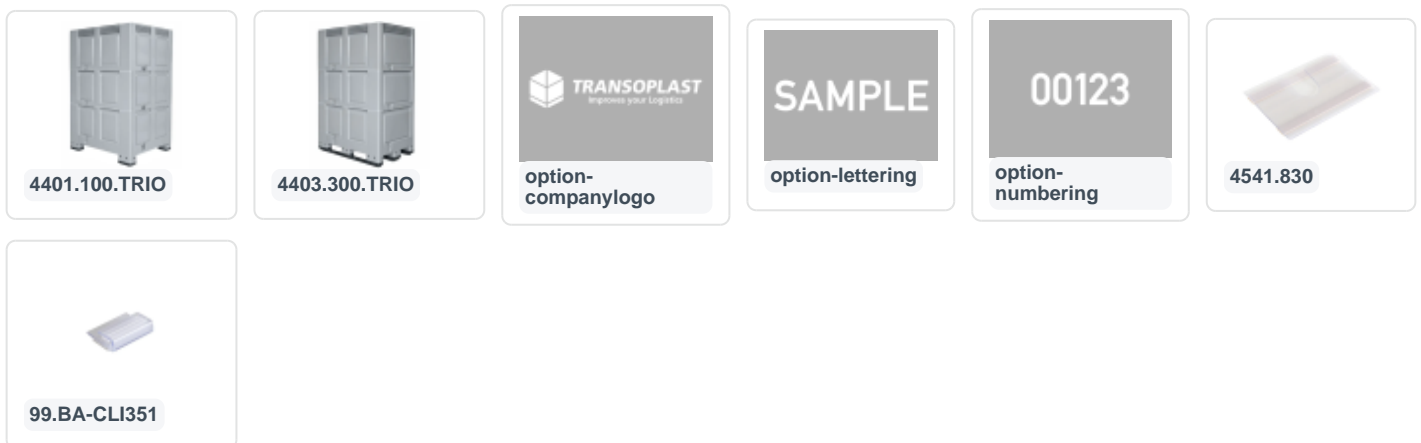 4401.100.TRIO
4403.300.TRIO
TRANSOPLAST
Improves your Logistics
option-
companylogo
SAMPLE
option-lettering
00123
option-
numbering
4541.830
99.BA-CLI351